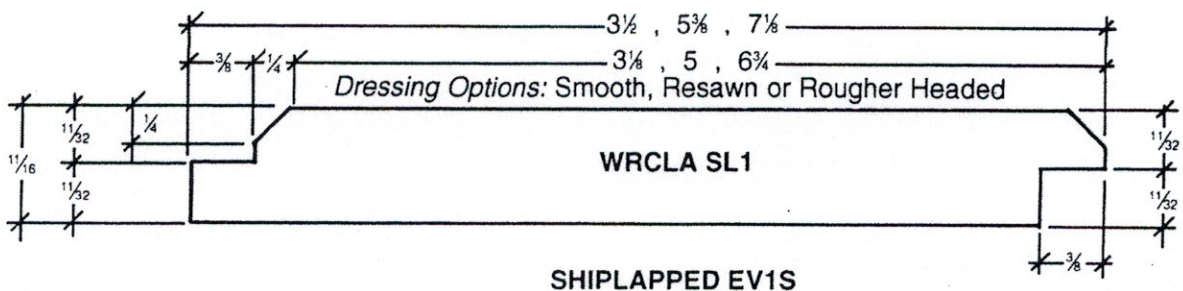 3½ , 5⅜ , 7⅛
⅜ ¼ 3⅛ , 5 , 6¾
Dressing Options: Smooth, Resawn or Rougher Headed
¼
11/32 11/32
11/16 WRCLA SL1
11/32 11/32
⅜
SHIPLAPPED EV1S